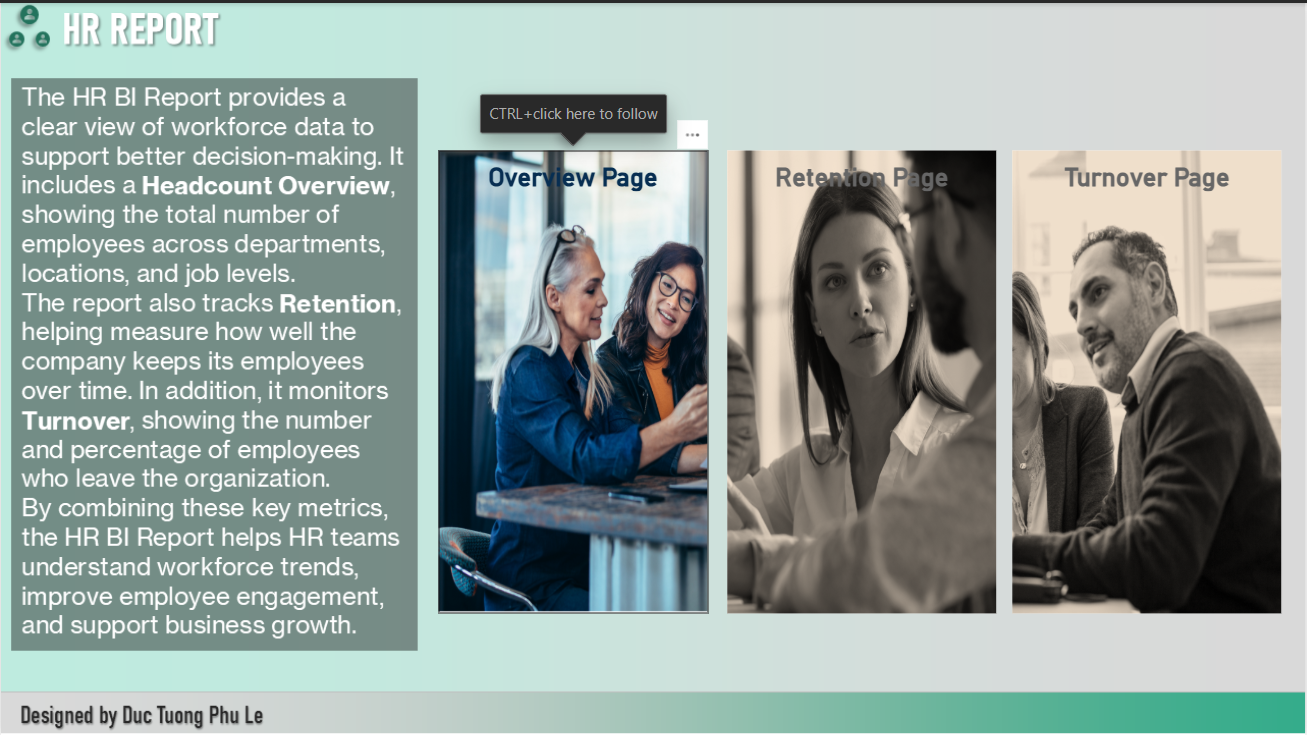 HR REPORT
The HR BI Report provides a
clear view of workforce data to
support better decision-making. It
includes a Headcount Overview,
showing the total number of
employees across departments,
locations, and job levels.
The report also tracks Retention,
helping measure how well the
company keeps its employees
over time. In addition, it monitors
Turnover, showing the number
and percentage of employees
who leave the organization.
By combining these key metrics,
the HR BI Report helps HR teams
understand workforce trends,
improve employee engagement,
and support business growth.
CTRL+click here to follow
Overview Page
Retention Page
Turnover Page
Designed by Duc Tuong Phu Le